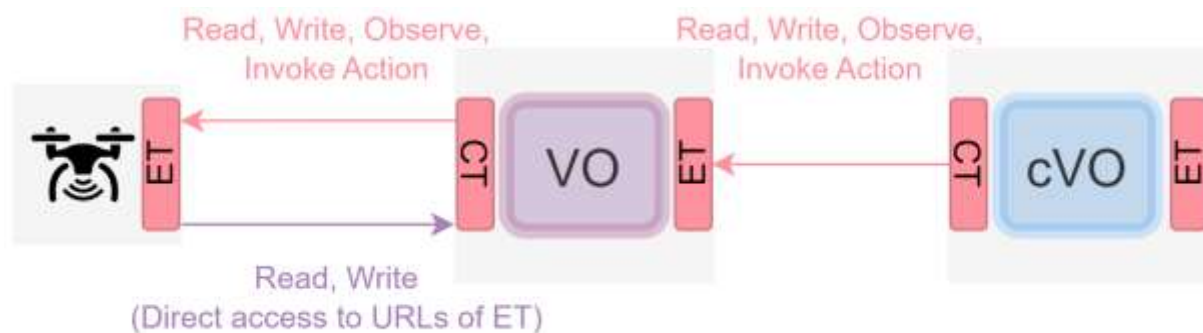 Read, Write, Observe,
Invoke Action
Read, Write, Observe,
Invoke Action
ET
CT
VO
ET
CT
cVO
ET
Read, Write
(Direct access to URLs of ET)